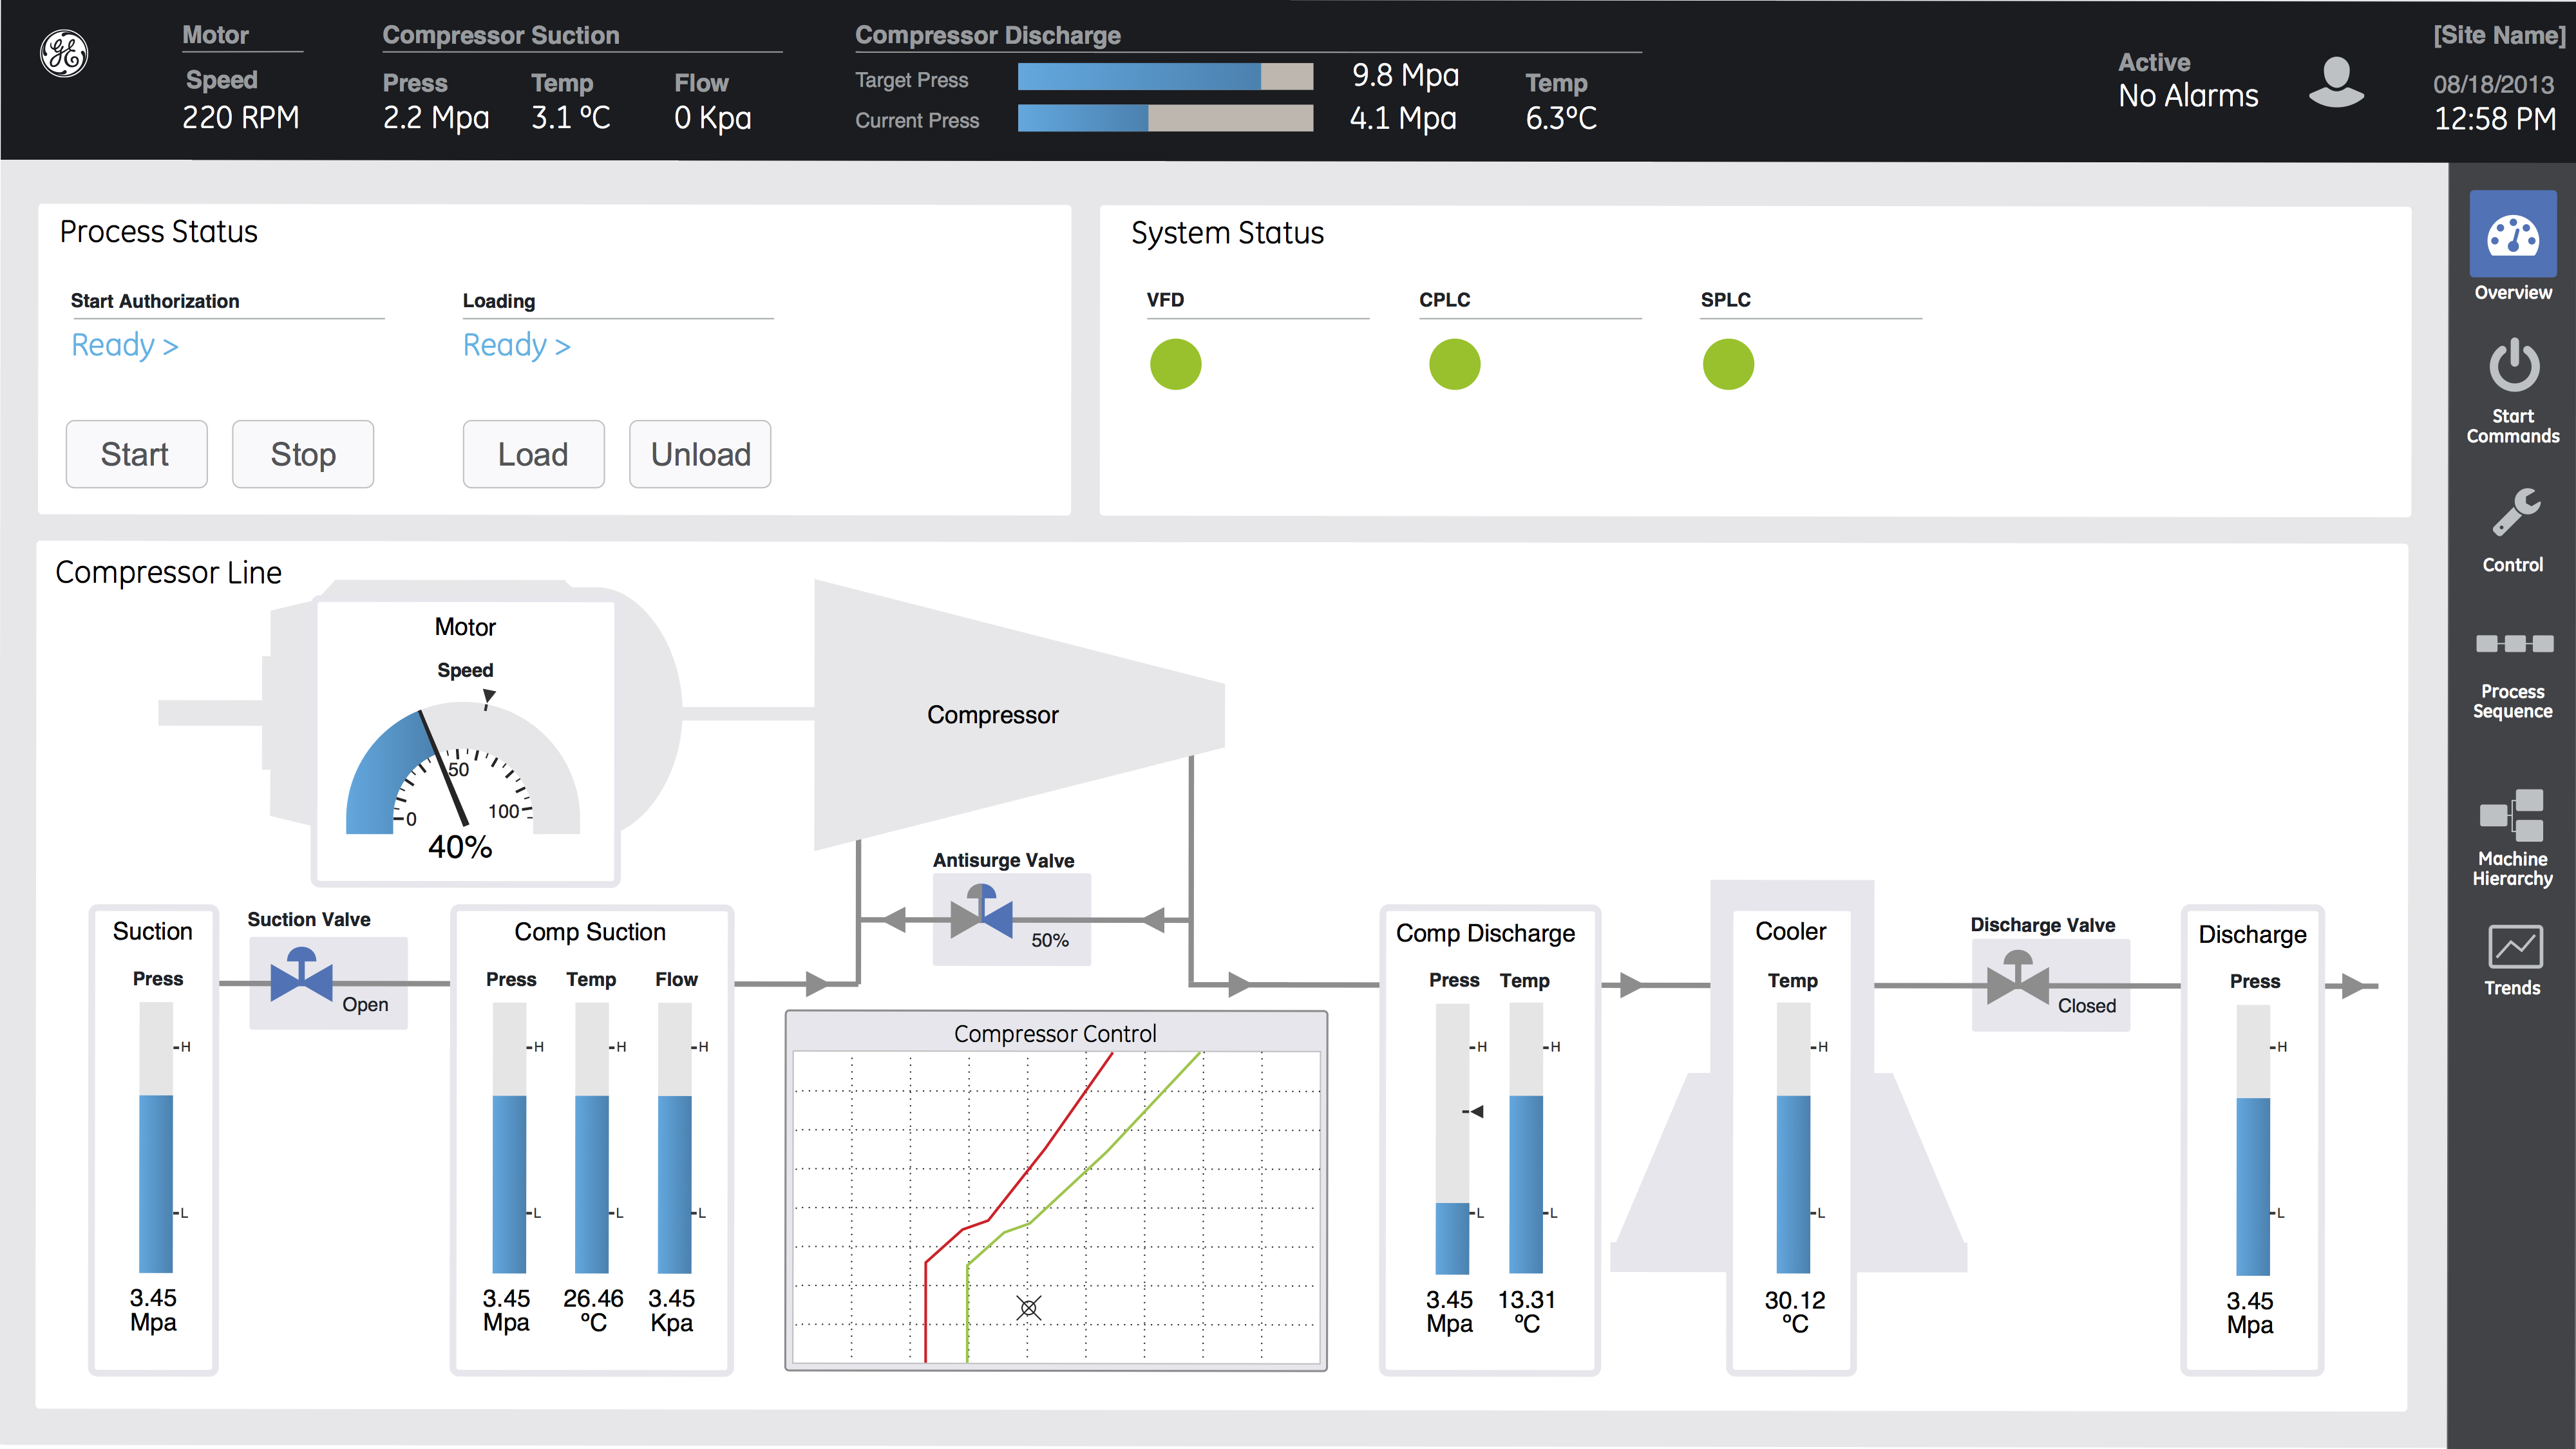 GE
Motor
Speed
220 RPM
Compressor Suction
Press Temp Flow
2.2 Mpa 3.1 ºC 0 Kpa
Compressor Discharge
Target Press 9.8 Mpa
Current Press 4.1 Mpa
Temp
6.3ºC
Active
No Alarms
[Site Name]
08/18/2013
12:58 PM
Process Status
Start Authorization Loading
Ready > Ready >
Start Stop Load Unload
System Status
VFD CPLC SPLC
Overview
Start
Commands
Control
Process
Sequence
Machine
Hierarchy
Trends
Compressor Line
Motor
Speed
50
0 100
40%
Compressor
Antisurge Valve
50%
Suction
Press
H
L
3.45
Mpa
Suction Valve
Open
Comp Suction
Press Temp Flow
H H H
L L L
3.45 26.46 3.45
Mpa ºC Kpa
Compressor Control
Comp Discharge
Press Temp
H H
L L
3.45 13.31
Mpa ºC
Cooler
Temp
H
L
30.12
ºC
Discharge Valve
Closed
Discharge
Press
H
L
3.45
Mpa